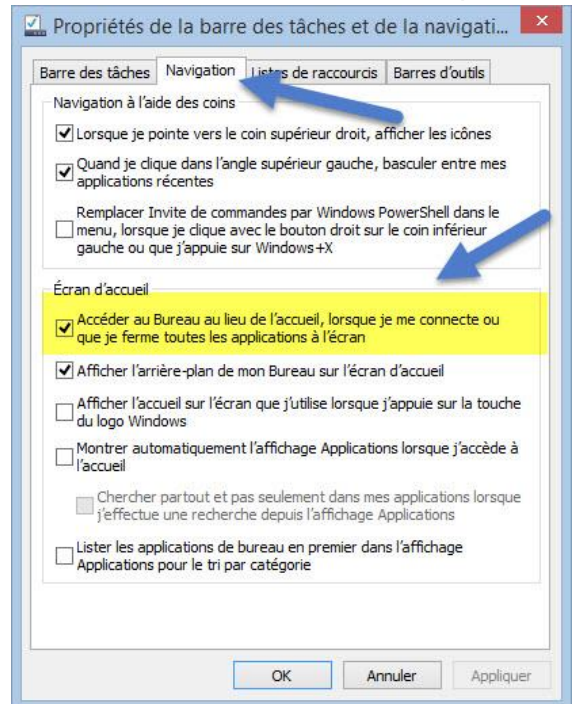 Propriétés de la barre des tâches et de la navigati...
Barre des tâches Navigation Listes de raccourcis Barres d'outils
Navigation à l'aide des coins
Lorsque je pointe vers le coin supérieur droit, afficher les icônes
Quand je clique dans l'angle supérieur gauche, basculer entre mes
applications récentes
Remplacer Invite de commandes par Windows PowerShell dans le
menu, lorsque je clique avec le bouton droit sur le coin inférieur
gauche ou que j'appuie sur Windows+X
Écran d'accueil
Accéder au Bureau au lieu de l'accueil, lorsque je me connecte ou
que je ferme toutes les applications à l'écran
Afficher l'arrière-plan de mon Bureau sur l'écran d'accueil
Afficher l'accueil sur l'écran que j'utilise lorsque j'appuie sur la touche
du logo Windows
Montrer automatiquement l'affichage Applications lorsque j'accède à
l'accueil
Chercher partout et pas seulement dans mes applications lorsque
j'effectue une recherche depuis l'affichage Applications
Lister les applications de bureau en premier dans l'affichage
Applications pour le tri par catégorie
OK Annuler Appliquer